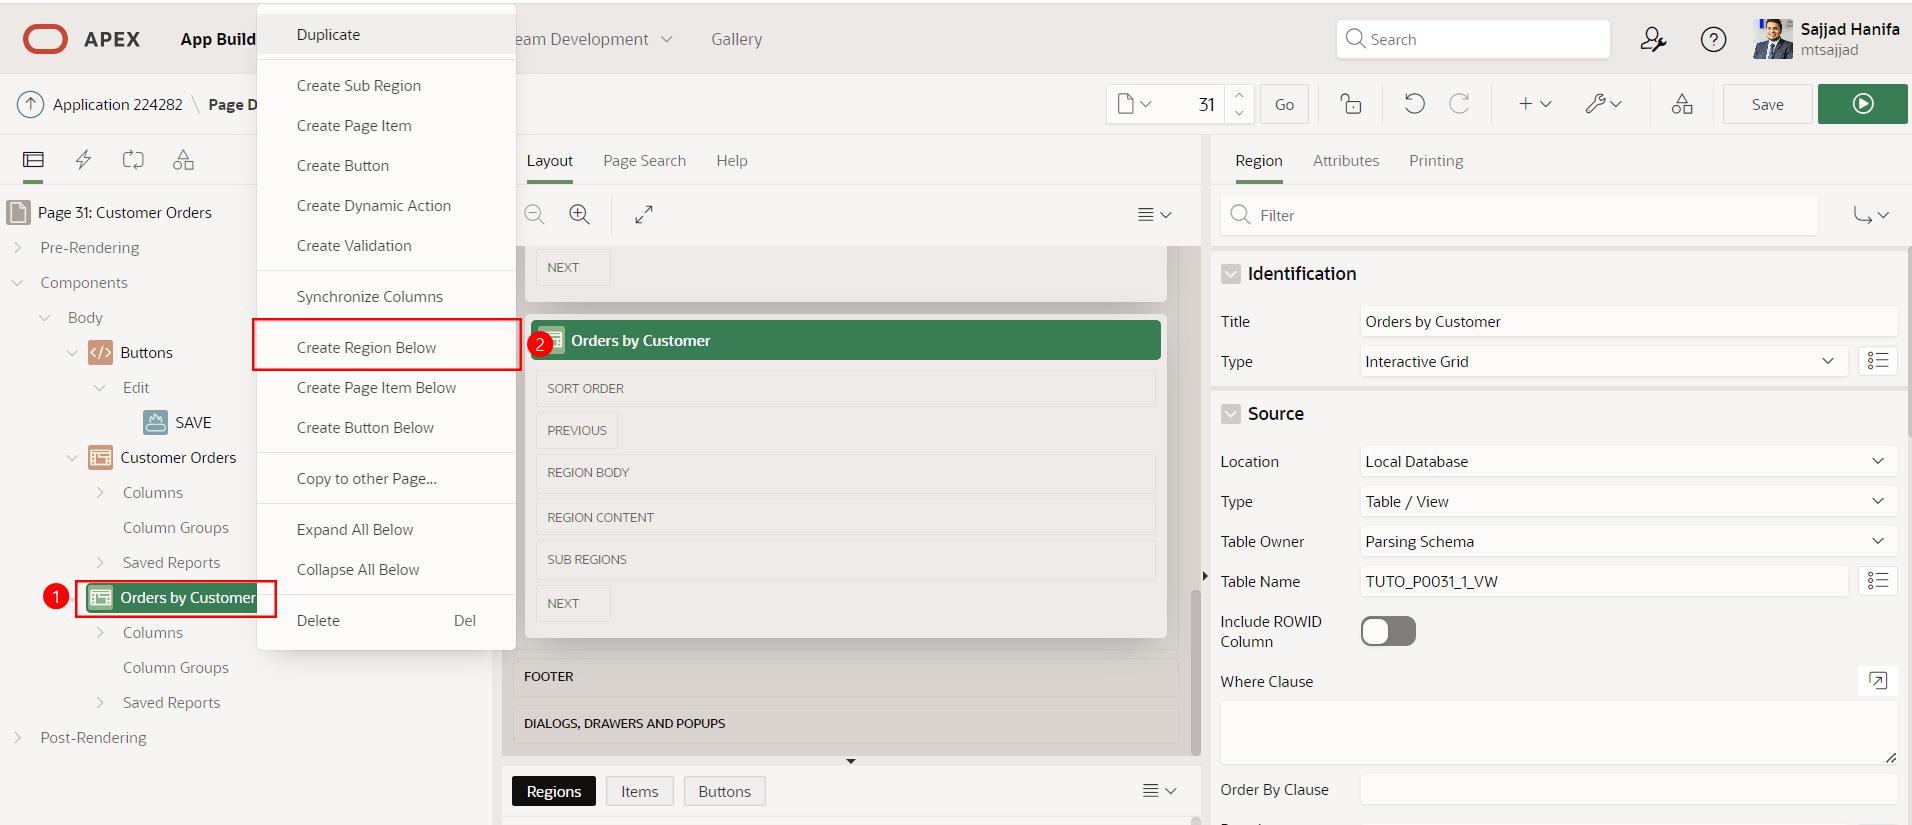 APEX
App Build
eam Development
Gallery
Search
Sajjad Hanifa
mtsajjad
Application 224282 \ Page D
31
Go
Save
Page 31: Customer Orders
Pre-Rendering
Components
Body
Buttons
Edit
SAVE
Customer Orders
Columns
Column Groups
Saved Reports
1
Orders by Customer
Columns
Column Groups
Saved Reports
Post-Rendering
Duplicate
Create Sub Region
Create Page Item
Create Button
Create Dynamic Action
Create Validation
Synchronize Columns
Create Region Below
Create Page Item Below
Create Button Below
Copy to other Page...
Expand All Below
Collapse All Below
Delete Del
Layout Page Search Help
NEXT
2
Orders by Customer
SORT ORDER
PREVIOUS
REGION BODY
REGION CONTENT
SUB REGIONS
NEXT
FOOTER
DIALOGS, DRAWERS AND POPUPS
Regions Items Buttons
Region Attributes Printing
Filter
Identification
Title Orders by Customer
Type Interactive Grid
Source
Location Local Database
Type Table / View
Table Owner Parsing Schema
Table Name TUTO_P0031_1_VW
Include ROWID
Column
Where Clause
Order By Clause